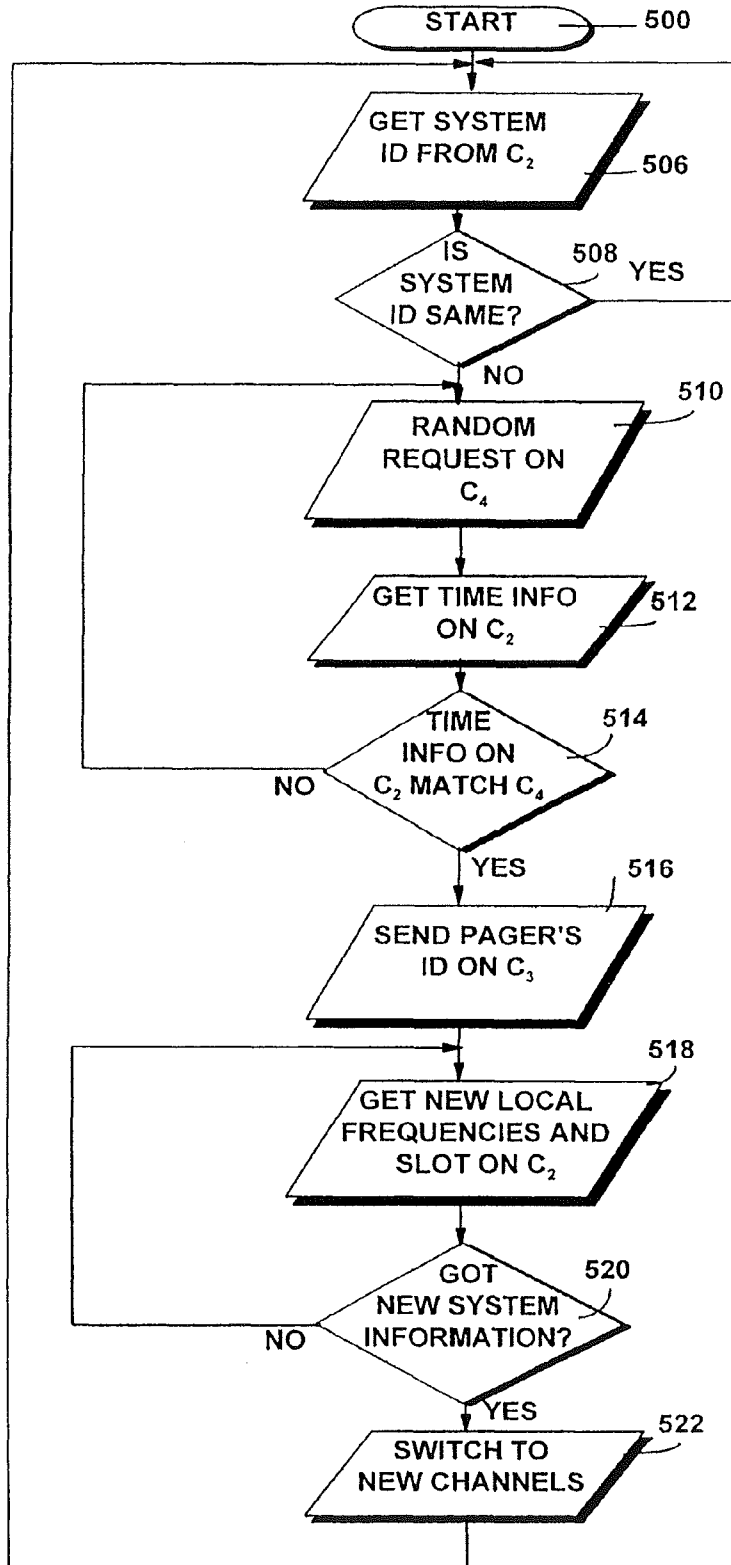 START 500
GET SYSTEM
ID FROM C₂
506
IS
SYSTEM
ID SAME?
508
YES
NO
510
RANDOM
REQUEST ON
C₄
GET TIME INFO
ON C₂
512
TIME
INFO ON
C₂ MATCH C₄
514
NO
YES
516
SEND PAGER'S
ID ON C₃
518
GET NEW LOCAL
FREQUENCIES AND
SLOT ON C₂
GOT
NEW SYSTEM
INFORMATION?
520
NO
YES
522
SWITCH TO
NEW CHANNELS